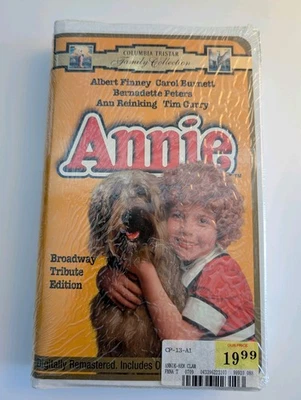 COLUMBIA TRISTAR
Family Collection
Albert Finney Carol Burnett
Bernadette Peters
Ann Reinking Tim Curry
Annie
Broadway
Tribute
Edition
Digitally Remastered. Includes
CP-13-A1
19.99